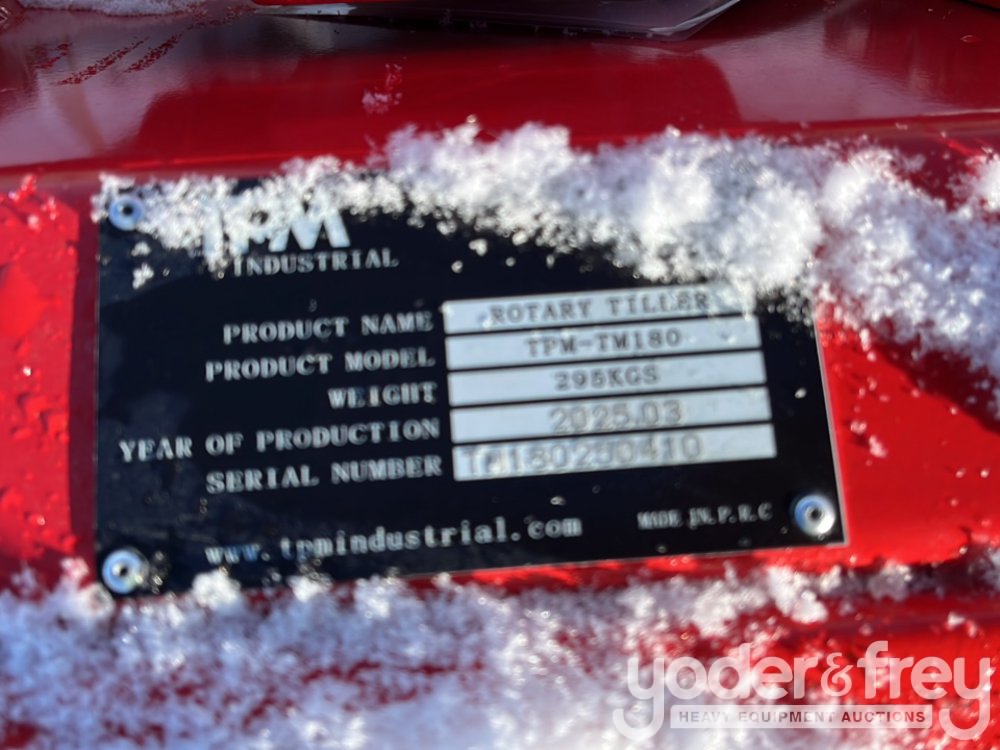 TPM
INDUSTRIAL
PRODUCT NAME ROTARY TILLER
PRODUCT MODEL TPM-TM180
WEIGHT 295KGS
YEAR OF PRODUCTION 2025.03
SERIAL NUMBER TM180250410
www.tpmindustrial.com
MADE IN.P.R.C
yoder&frey
HEAVY EQUIPMENT AUCTIONS